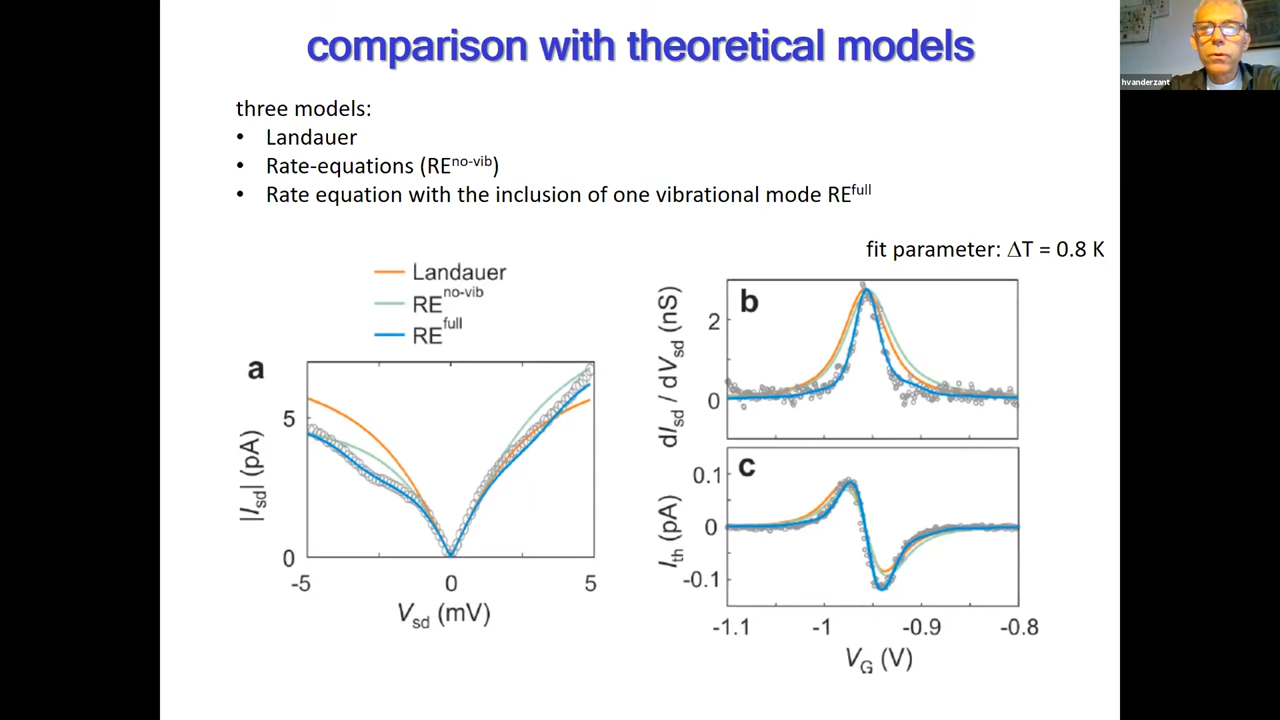 comparison with theoretical models
hvanderzant
three models:
• Landauer
• Rate-equations (RE^no-vib)
• Rate equation with the inclusion of one vibrational mode RE^full
fit parameter: ΔT = 0.8 K
Landauer
RE^no-vib
RE^full
a
|I_sd| (pA)
5
0
-5 0 5
V_sd (mV)
b
dI_sd / dV_sd (nS)
2
0
c
I_th (pA)
0.1
0
-0.1
-1.1 -1 -0.9 -0.8
V_G (V)